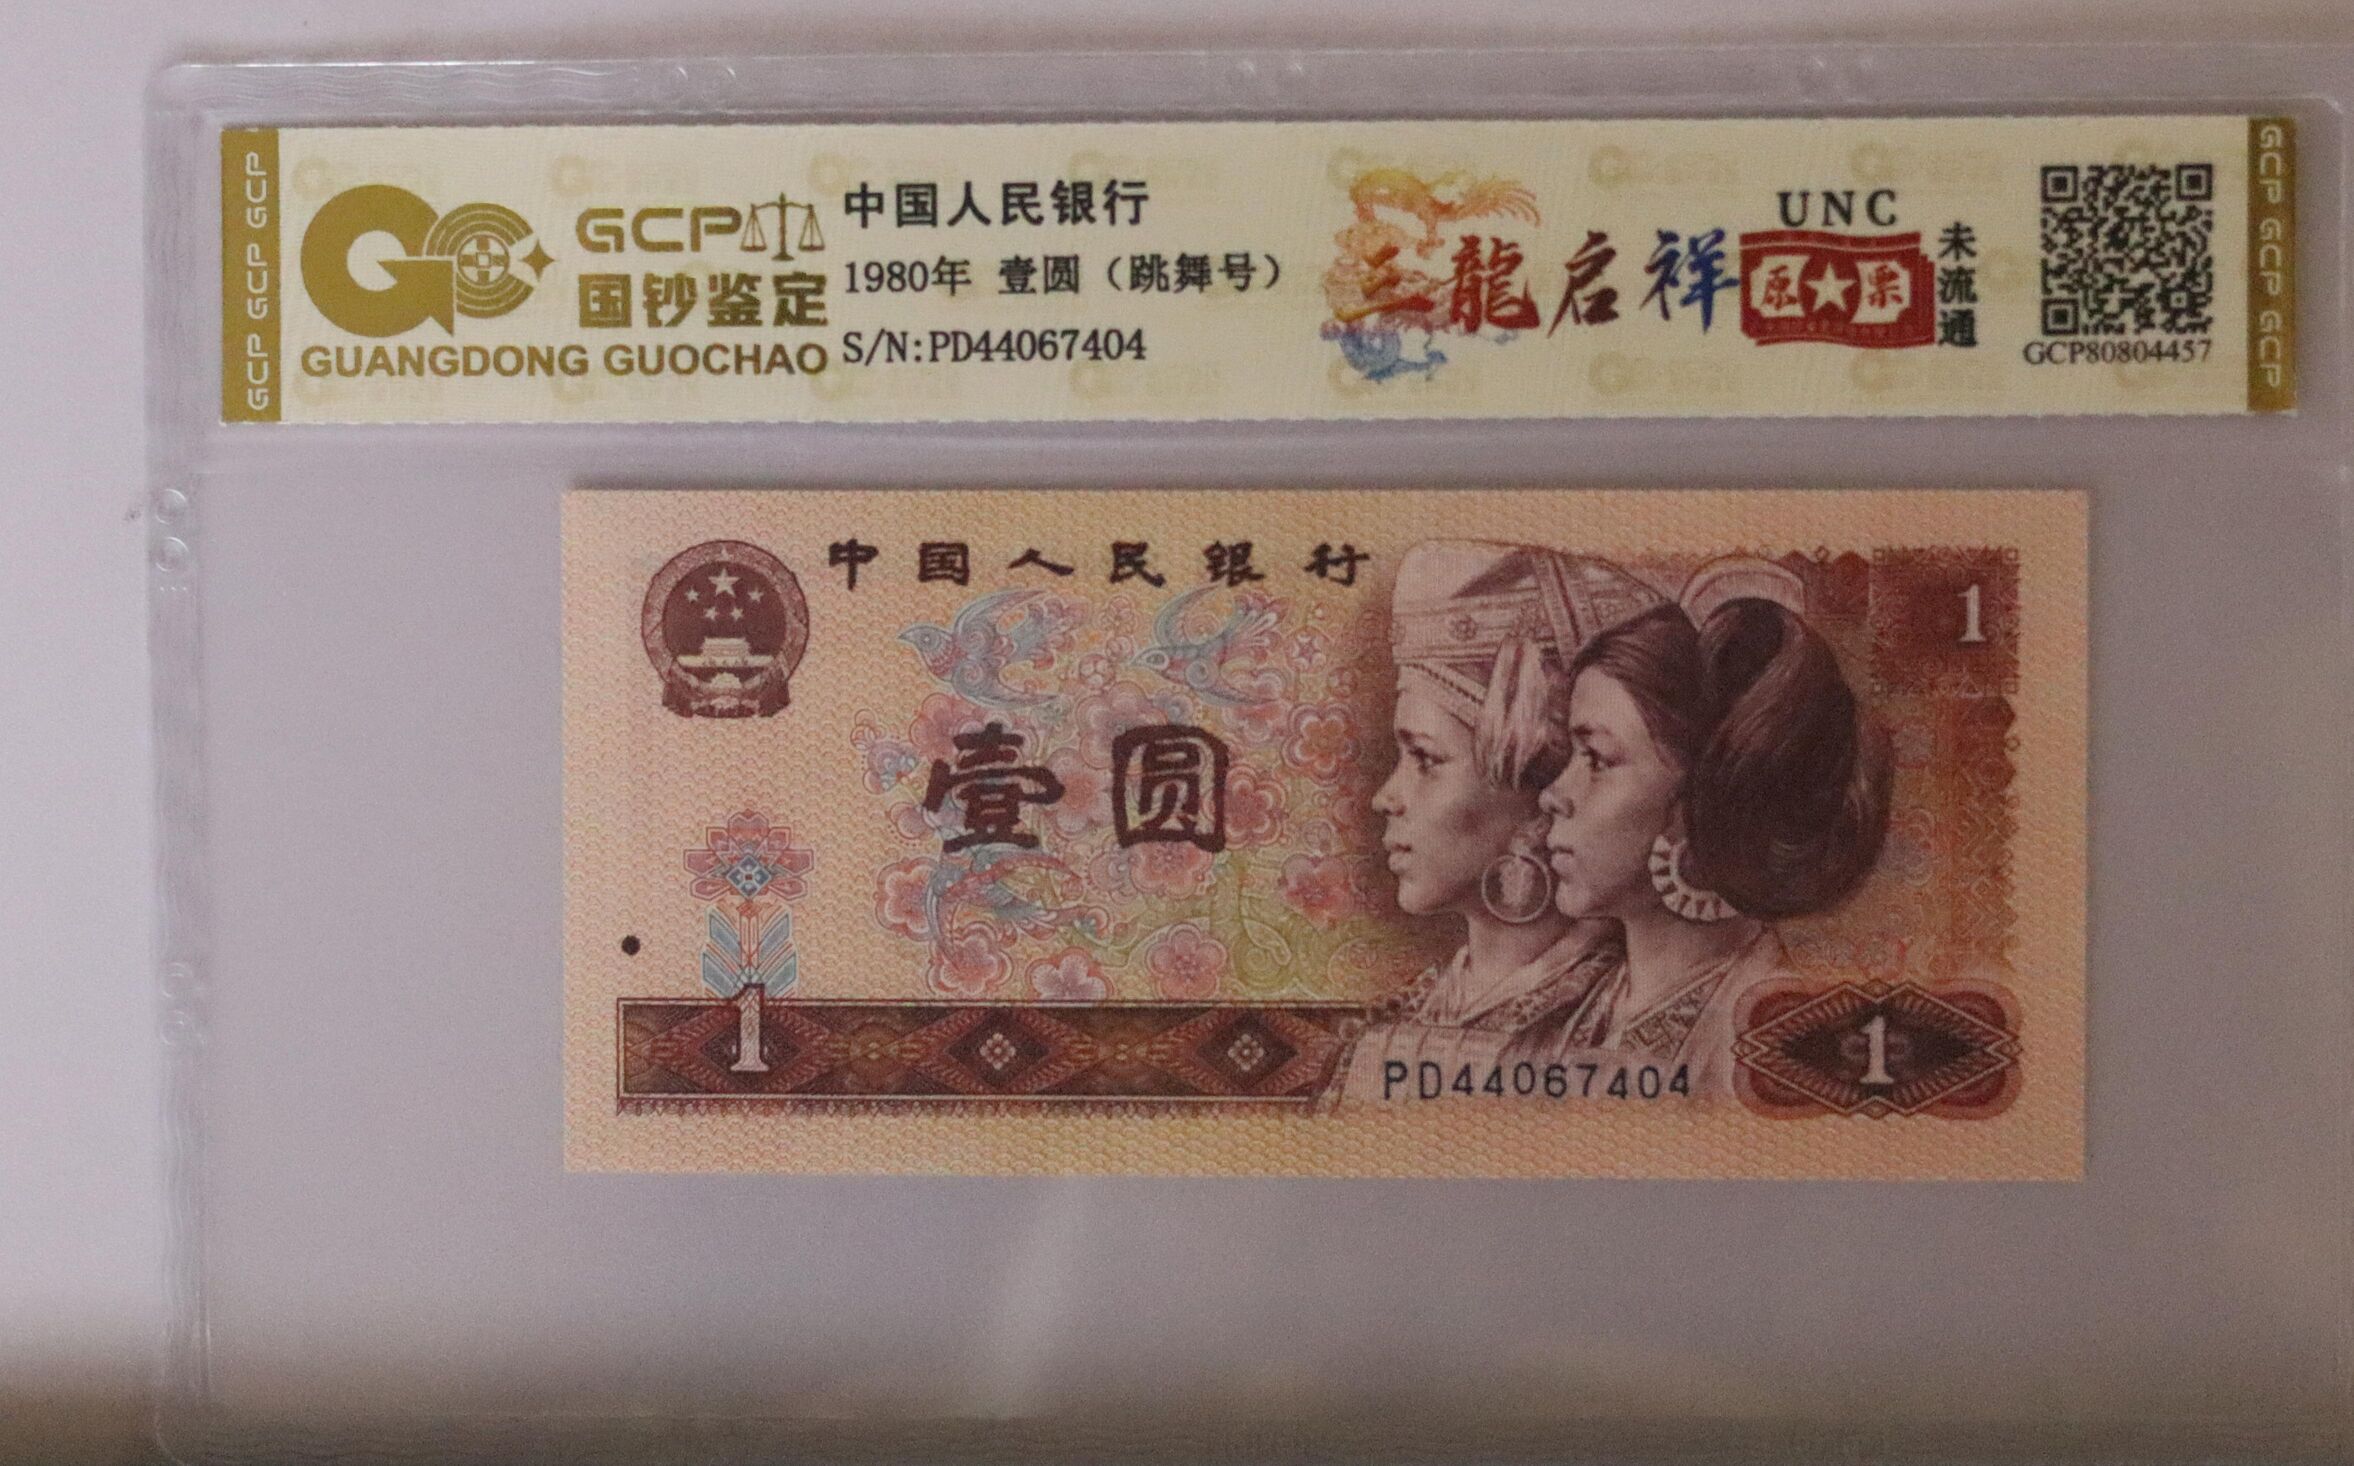 GCP GCP GCP
GCP
国钞鉴定
GUANGDONG GUOCHAO
中国人民银行
1980年 壹圆（跳舞号）
S/N:PD44067404
三龍启祥
UNC
原票
未流通
GCP80804457
GCP GCP GCP
中国人民银行
1
壹圆
1
PD44067404
1